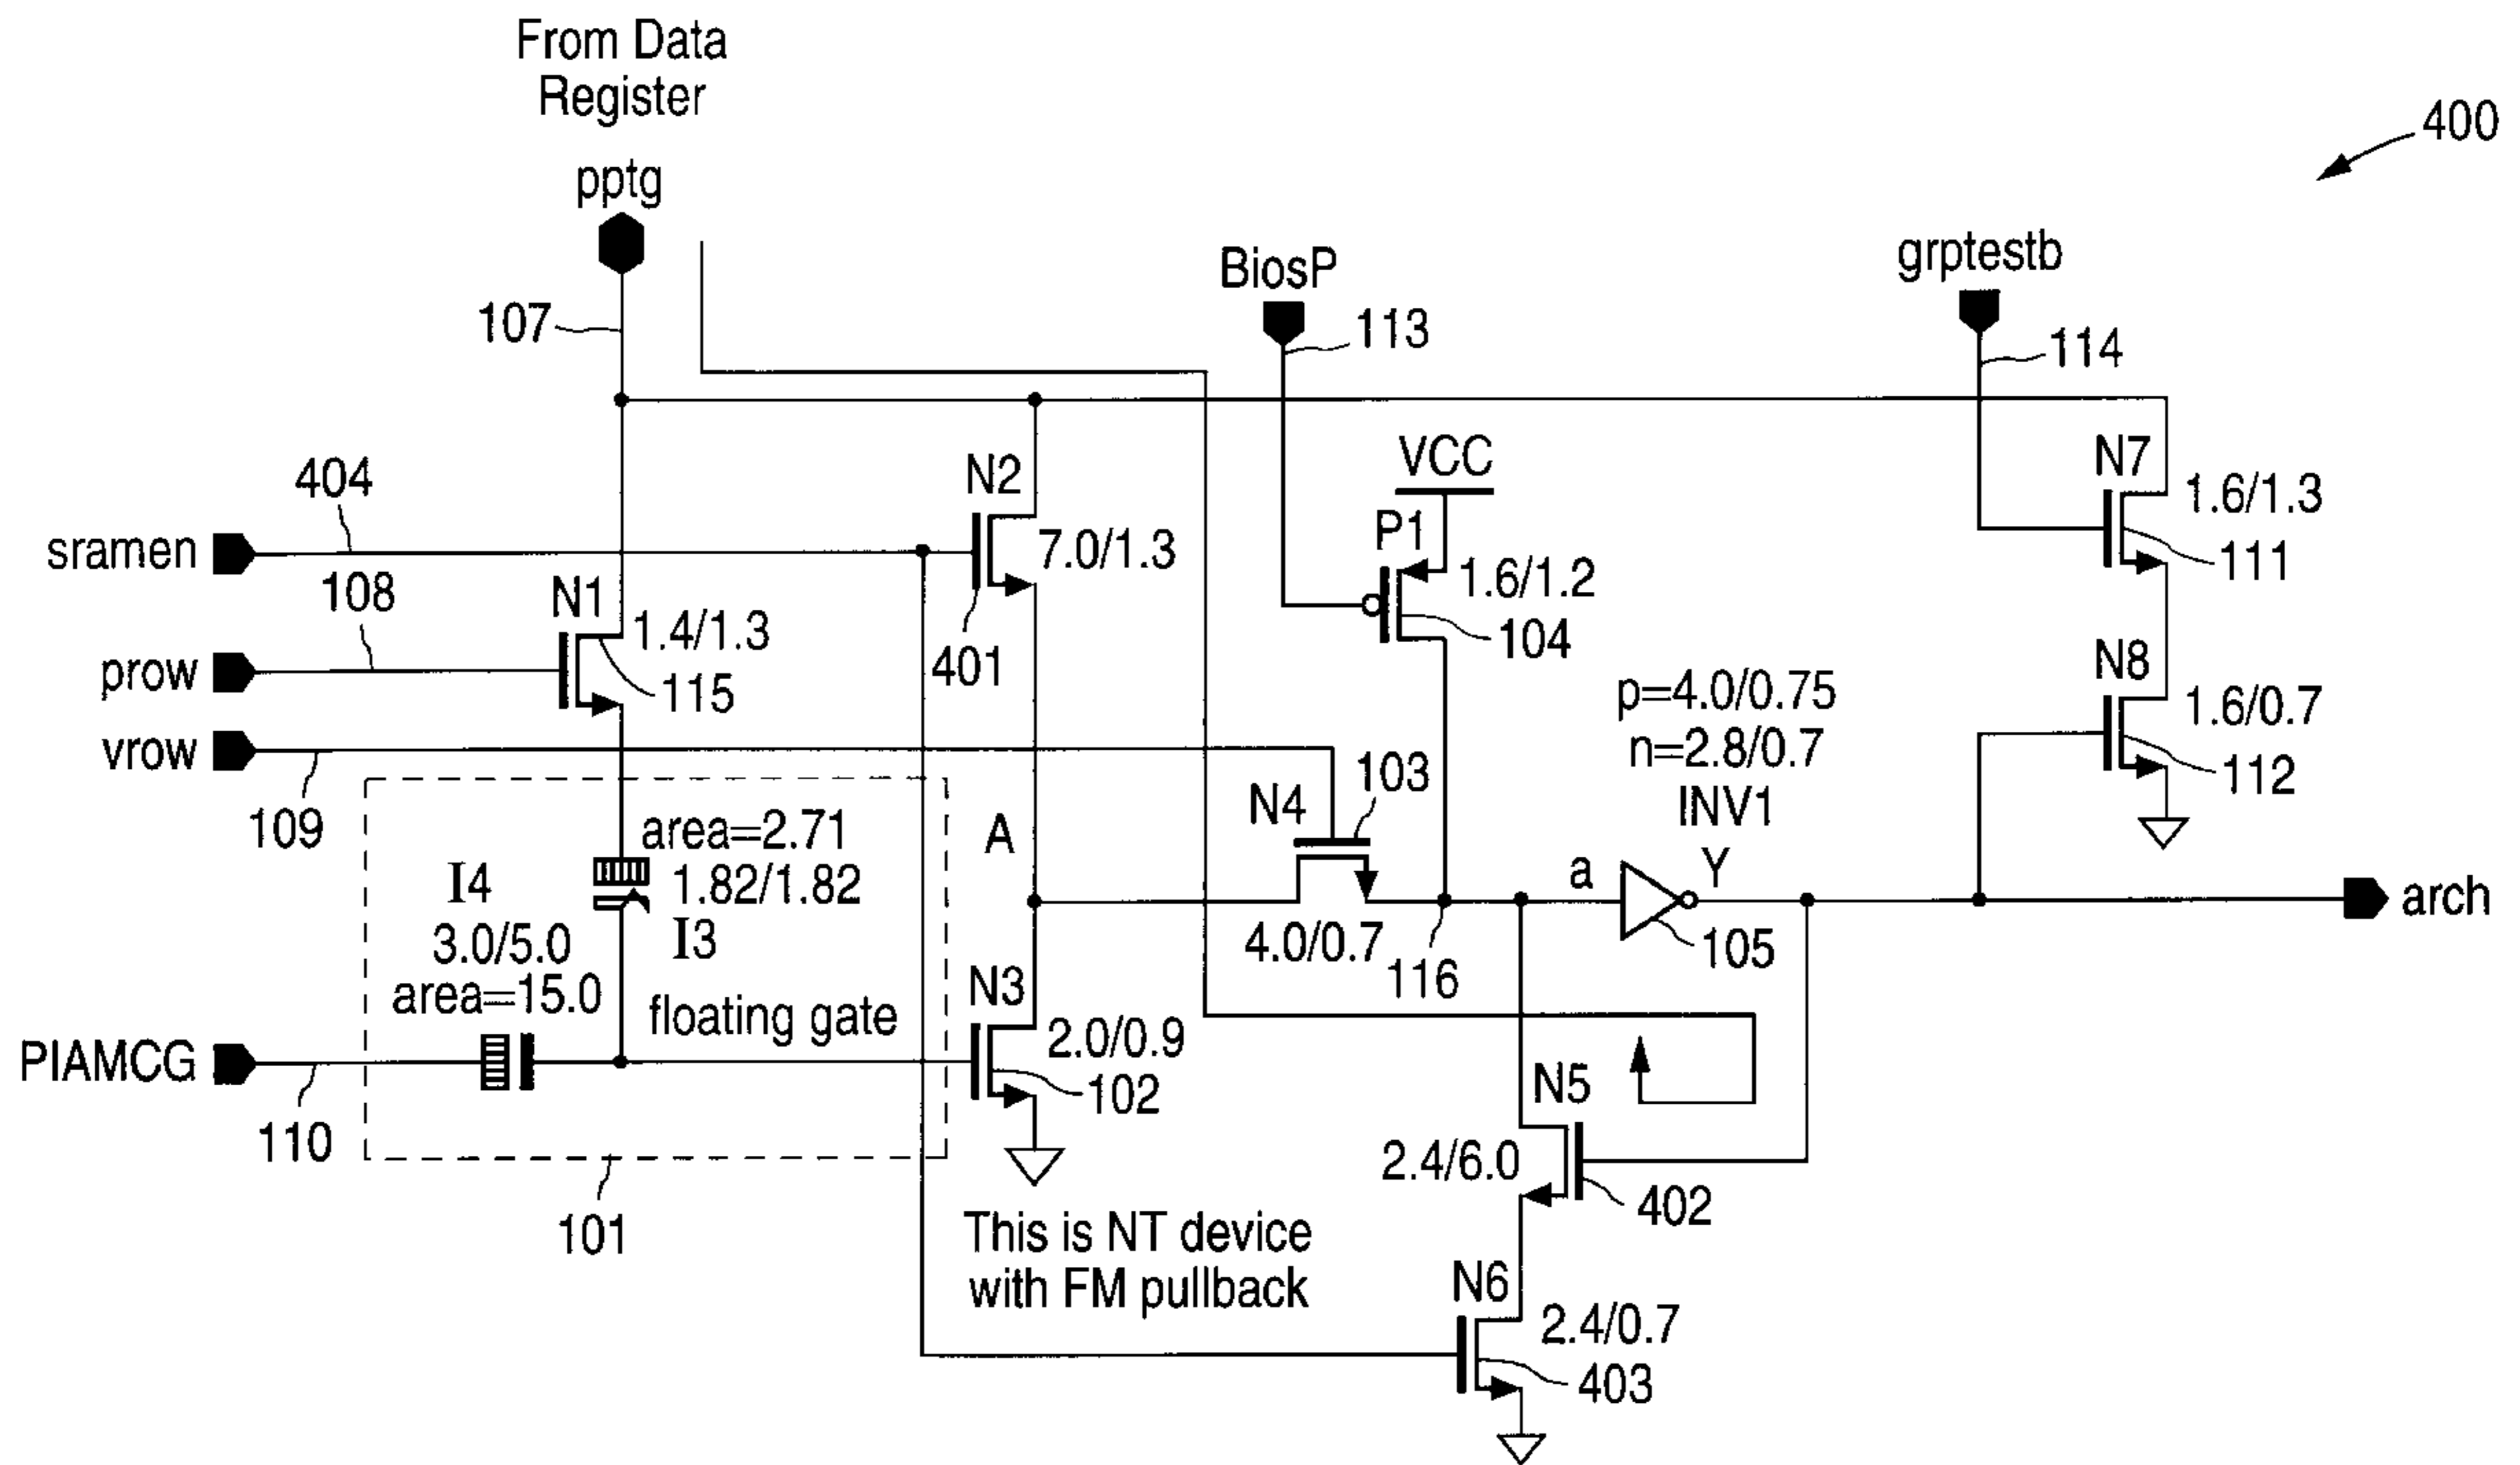 From Data
Register
pptg
400
107
BiosP
113
grptestb
114
404
sramen
108
N2
7.0/1.3
401
VCC
P1
1.6/1.2
104
N7
1.6/1.3
111
N1
1.4/1.3
115
prow
vrow
109
N8
1.6/0.7
112
p=4.0/0.75
n=2.8/0.7
INV1
103
N4
4.0/0.7
116
a
Y
105
arch
A
area=2.71
1.82/1.82
I3
I4
3.0/5.0
area=15.0
floating gate
PIAMCG
110
101
N3
2.0/0.9
102
This is NT device
with FM pullback
N5
2.4/6.0
402
N6
2.4/0.7
403